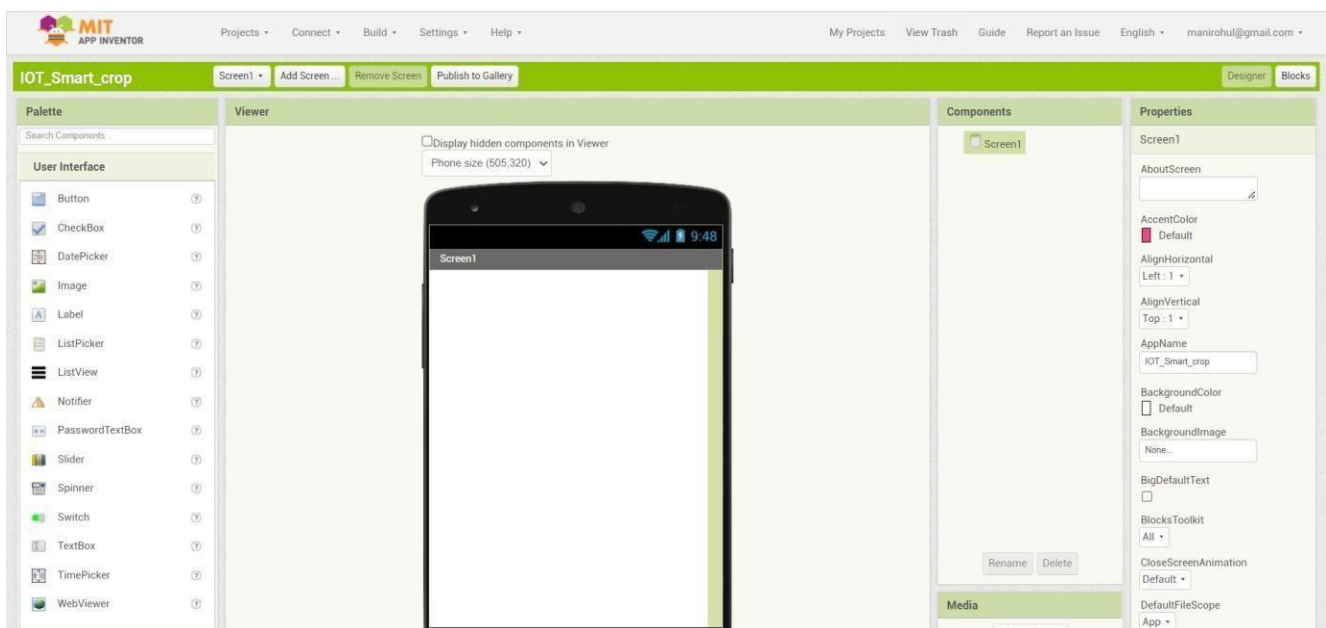 MIT
APP INVENTOR
Projects
Connect
Build
Settings
Help
My Projects
View Trash
Guide
Report an Issue
English
manirohul@gmail.com
IOT_Smart_crop
Screen1
Add Screen ...
Remove Screen
Publish to Gallery
Designer
Blocks
Palette
Search Components...
User Interface
Button
CheckBox
DatePicker
Image
Label
ListPicker
ListView
Notifier
PasswordTextBox
Slider
Spinner
Switch
TextBox
TimePicker
WebViewer
Viewer
Display hidden components in Viewer
Phone size (505,320)
9:48
Screen1
Components
Screen1
Rename
Delete
Media
Properties
Screen1
AboutScreen
AccentColor
Default
AlignHorizontal
Left : 1
AlignVertical
Top : 1
AppName
IOT_Smart_crop
BackgroundColor
Default
BackgroundImage
None...
BigDefaultText
BlocksToolkit
All
CloseScreenAnimation
Default
DefaultFileScope
App